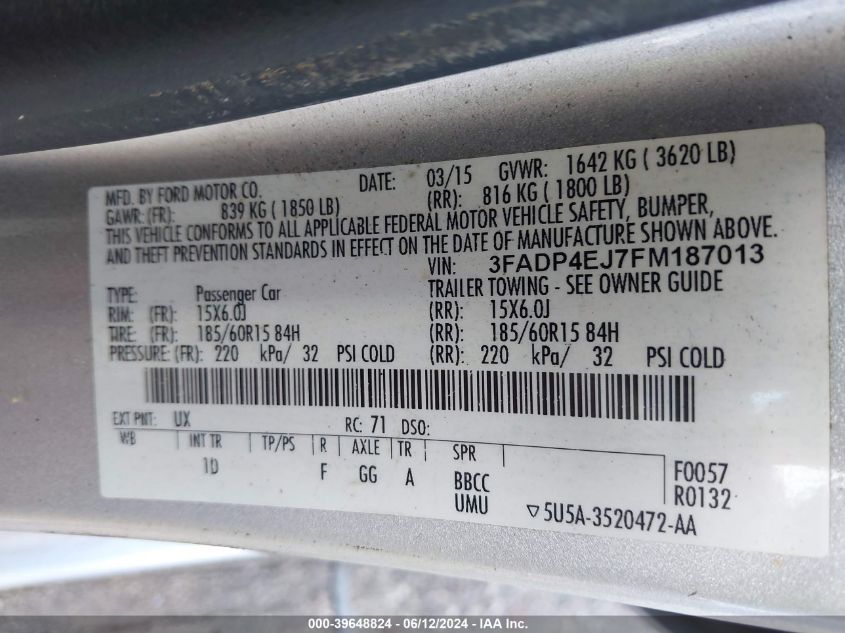 MFD. BY FORD MOTOR CO. DATE: 03/15 GVWR: 1642 KG ( 3620 LB)
GAWR: (FR): 839 KG ( 1850 LB) (RR): 816 KG ( 1800 LB)
THIS VEHICLE CONFORMS TO ALL APPLICABLE FEDERAL MOTOR VEHICLE SAFETY, BUMPER,
AND THEFT PREVENTION STANDARDS IN EFFECT ON THE DATE OF MANUFACTURE SHOWN ABOVE.
VIN: 3FADP4EJ7FM187013
TYPE: Passenger Car TRAILER TOWING - SEE OWNER GUIDE
RIM: (FR): 15X6.0J (RR): 15X6.0J
TIRE: (FR): 185/60R15 84H (RR): 185/60R15 84H
PRESSURE: (FR): 220 kPa/ 32 PSI COLD (RR): 220 kPa/ 32 PSI COLD
EXT PNT: UX RC: 71 DSO:
WB INT TR TP/PS R AXLE TR SPR
1D F GG A BBCC F0057
UMU R0132
▽5U5A-3520472-AA
000-39648824 - 06/12/2024 - IAA Inc.